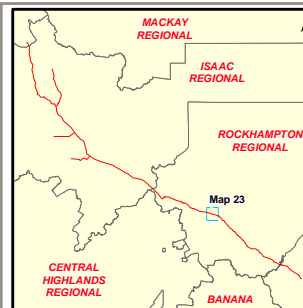 MACKAY
REGIONAL
ISAAC
REGIONAL
ROCKHAMPTON
REGIONAL
Map 23
CENTRAL
HIGHLANDS
REGIONAL
BANANA